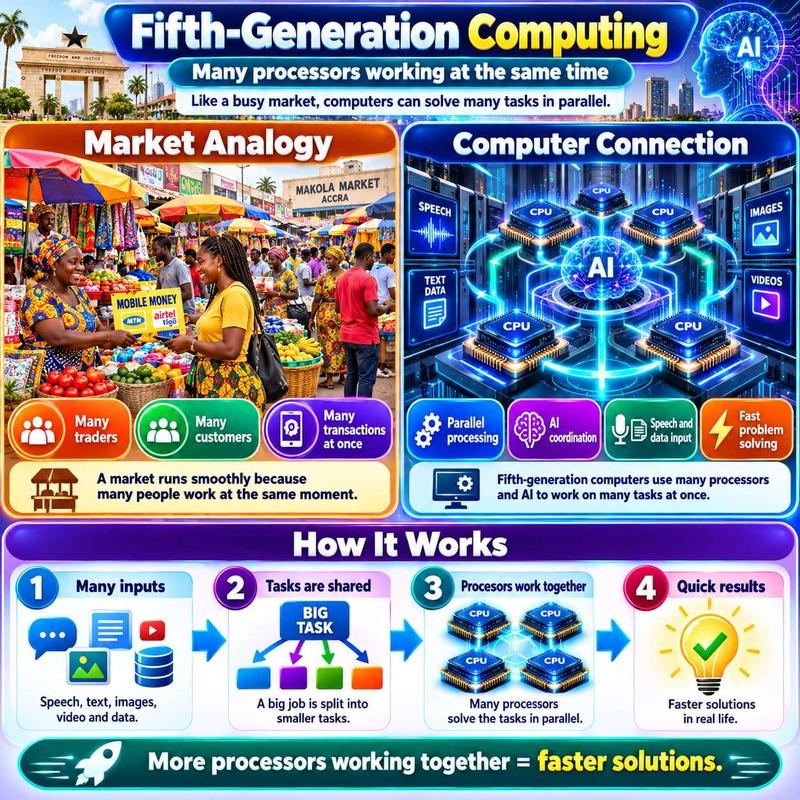 FREEDOM AND JUSTICE
FREEDOM AND JUSTICE
Fifth-Generation Computing
Many processors working at the same time
Like a busy market, computers can solve many tasks in parallel.
AI
Market Analogy
MAKOLA MARKET
ACCRA
MOBILE MONEY
MTN
airtel
tigo
Many
traders
Many
customers
Many
transactions
at once
A market runs smoothly because
many people work at the same moment.
Computer Connection
CPU
CPU
CPU
SPEECH
IMAGES
AI
TEXT
DATA
VIDEOS
CPU
CPU
Parallel
processing
AI
coordination
Speech and
data input
Fast
problem
solving
Fifth-generation computers use many processors
and AI to work on many tasks at once.
How It Works
1 Many inputs
Speech, text, images,
video and data.
2 Tasks are shared
BIG
TASK
A big job is split into
smaller tasks.
3 Procesors work together
CPU
CPU
CPU
CPU
Many processors
solve the tasks in parallel.
4 Quick results
Faster solutions
in real life.
More processors working together = faster solutions.